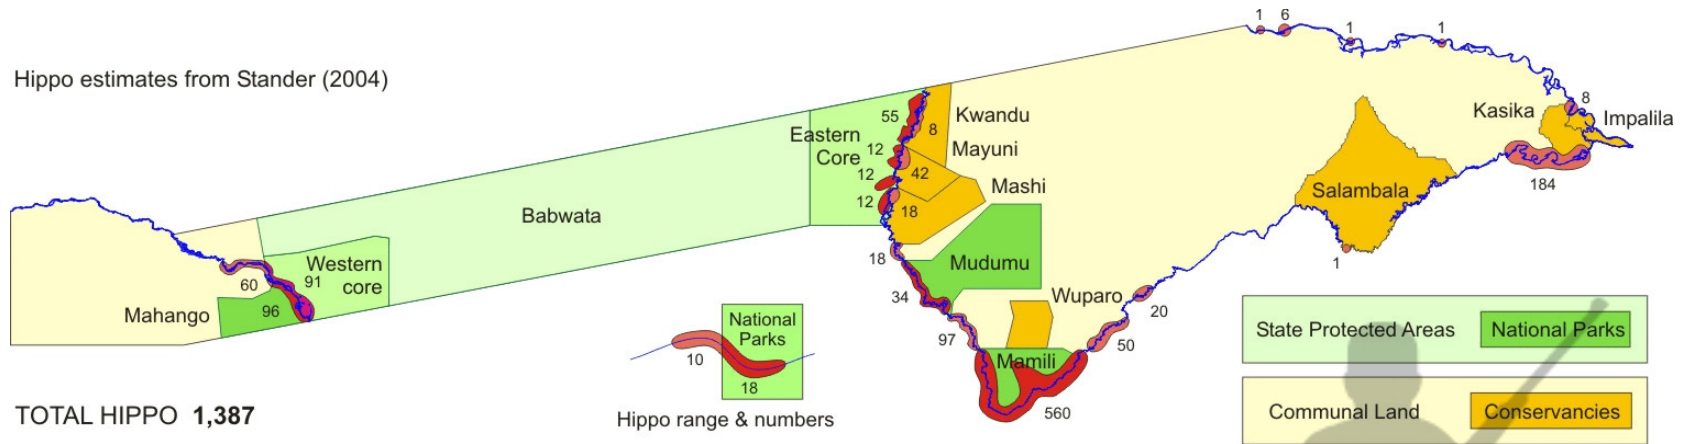 Hippo estimates from Stander (2004)
1
6
1
1
8
Kasika
Impalila
184
Salambala
1
Kwandu
55
8
Eastern
Core
Mayuni
12
12
42
Mashi
12
18
Babwata
18
Mudumu
34
Wuparo
20
97
50
Mamili
560
Western
core
91
60
Mahango
96
National
Parks
10
18
Hippo range & numbers
State Protected Areas
National Parks
Communal Land
Conservancies
TOTAL HIPPO 1,387